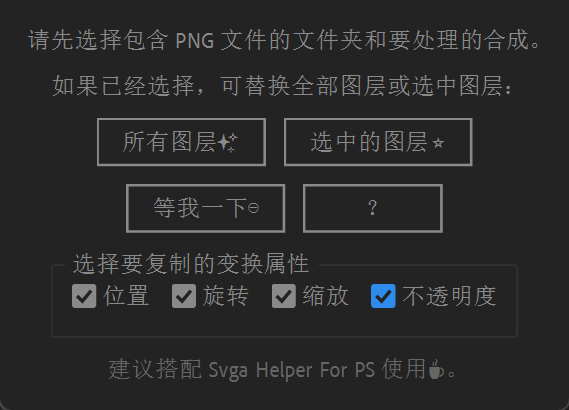 请先选择包含 PNG 文件的文件夹和要处理的合成。
如果已经选择，可替换全部图层或选中图层：
所有图层✨ 选中的图层⭐
等我一下😑 ？
选择要复制的变换属性
位置 旋转 缩放 不透明度
建议搭配 Svga Helper For PS 使用☕。